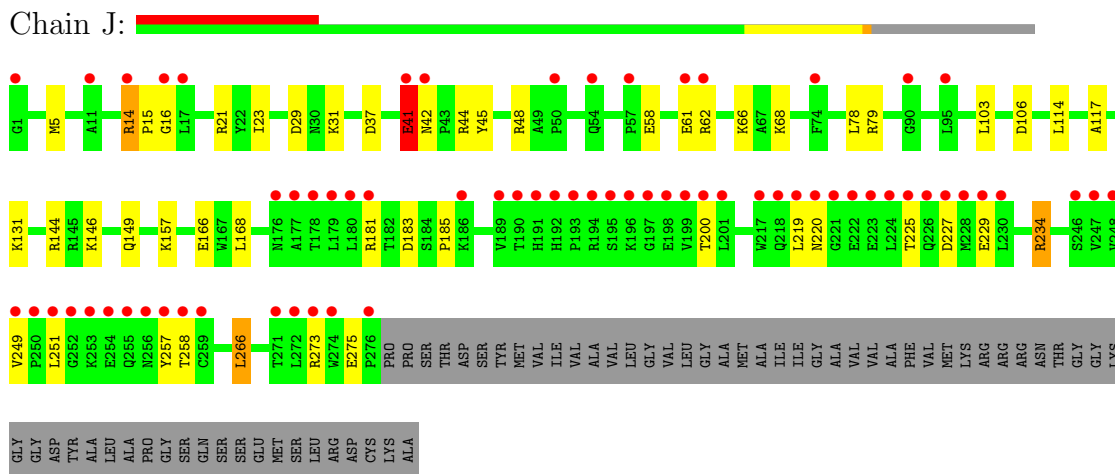 Chain J:
G1 M5 A11 R14 P15 G16 L17 R21 Y22 I23 D29 N30 K31 D37 E41 N42 P43 R44 Y45 R48 A49 P50 Q54 P57 E58 E61 R62 K66 A67 K68 F74 L78 R79 G90 L95 L103 D106 L114 A117
K131 R144 R145 K146 Q149 K157 E166 W167 L168 N176 A177 T178 L179 L180 R181 T182 D183 S184 P185 K186 V189 T190 H191 H192 P193 R194 S195 K196 G197 E198 V199 T200 L201 W217 Q218 L219 N220 G221 E222 E223 L224 T225 Q226 D227 M228 E229 L230 R234 S246 V247 V248
V249 P250 L251 G252 K253 E254 Q255 N256 Y257 T258 C259 L266 T271 L272 R273 W274 E275 P276 PRO PRO SER THR ASP SER TYR MET VAL ILE VAL ALA VAL LEU GLY VAL LEU GLY ALA MET ALA ILE ILE GLY ALA VAL VAL ALA PHE VAL MET LYS ARG ARG ARG ASN THR GLY GLY LYS
GLY GLY ASP TYR ALA LEU ALA PRO GLY SER GLN SER SER GLU MET SER LEU ARG ASP CYS LYS ALA